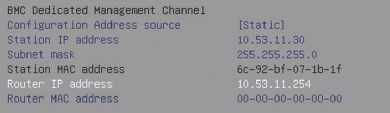 BMC Dedicated Management Channel
Configuration Address source [Static]
Station IP address 10.53.11.30
Subnet mask 255.255.255.0
Station MAC address 6c-92-bf-07-1b-1f
Router IP address 10.53.11.254
Router MAC address 00-00-00-00-00-00